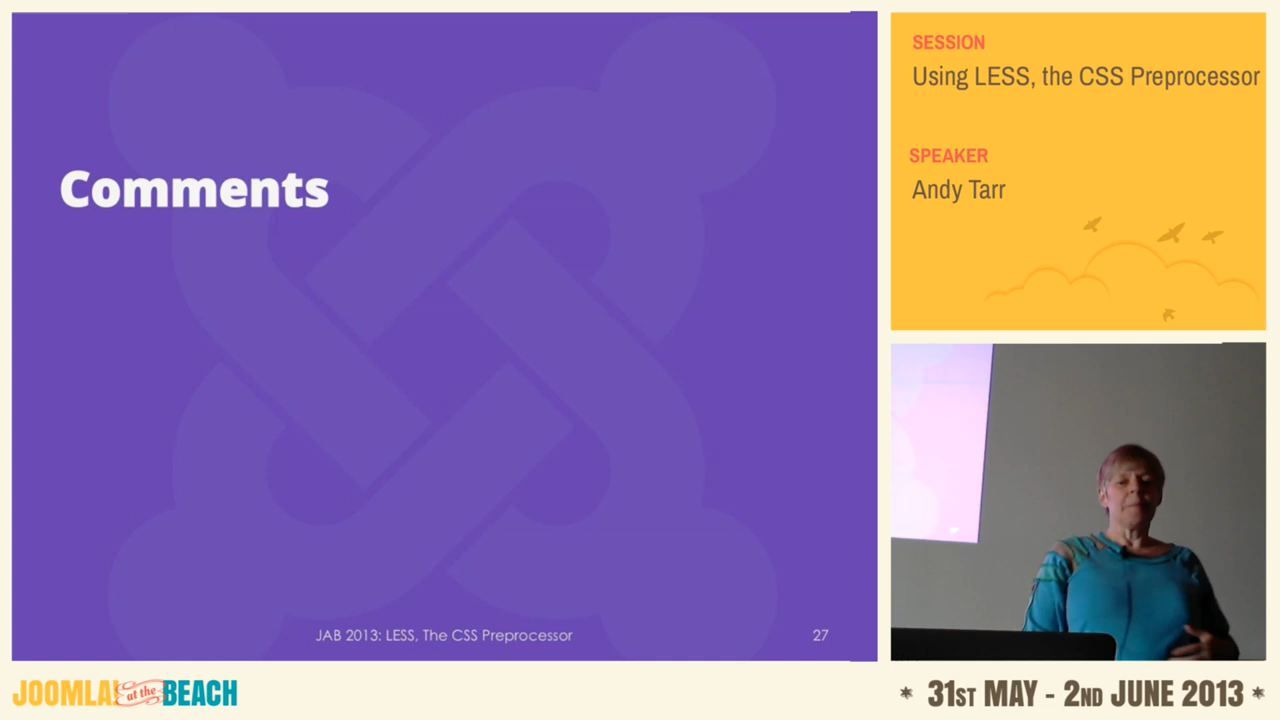 Comments
JAB 2013: LESS, The CSS Preprocessor
27
SESSION
Using LESS, the CSS Preprocessor
SPEAKER
Andy Tarr
JOOMLA! at the BEACH
* 31ST MAY - 2ND JUNE 2013 *